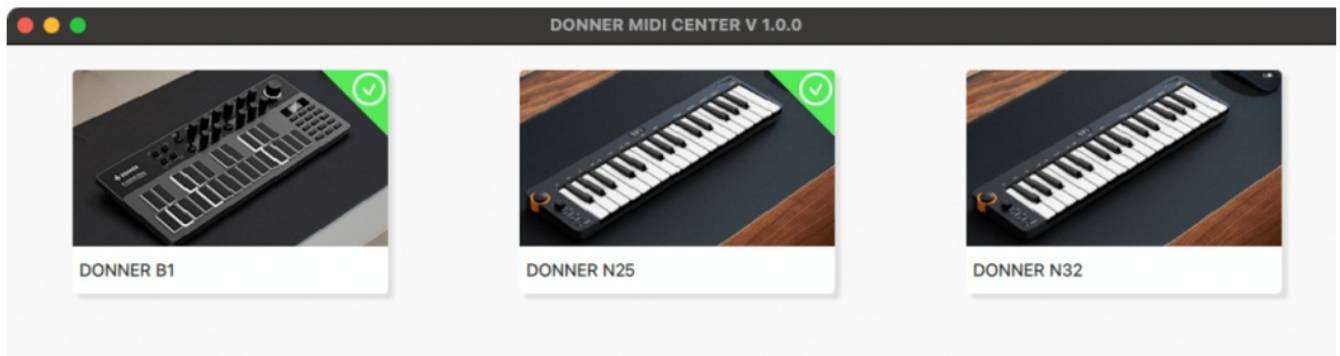 DONNER MIDI CENTER V 1.0.0
DONNER B1
DONNER N25
DONNER N32